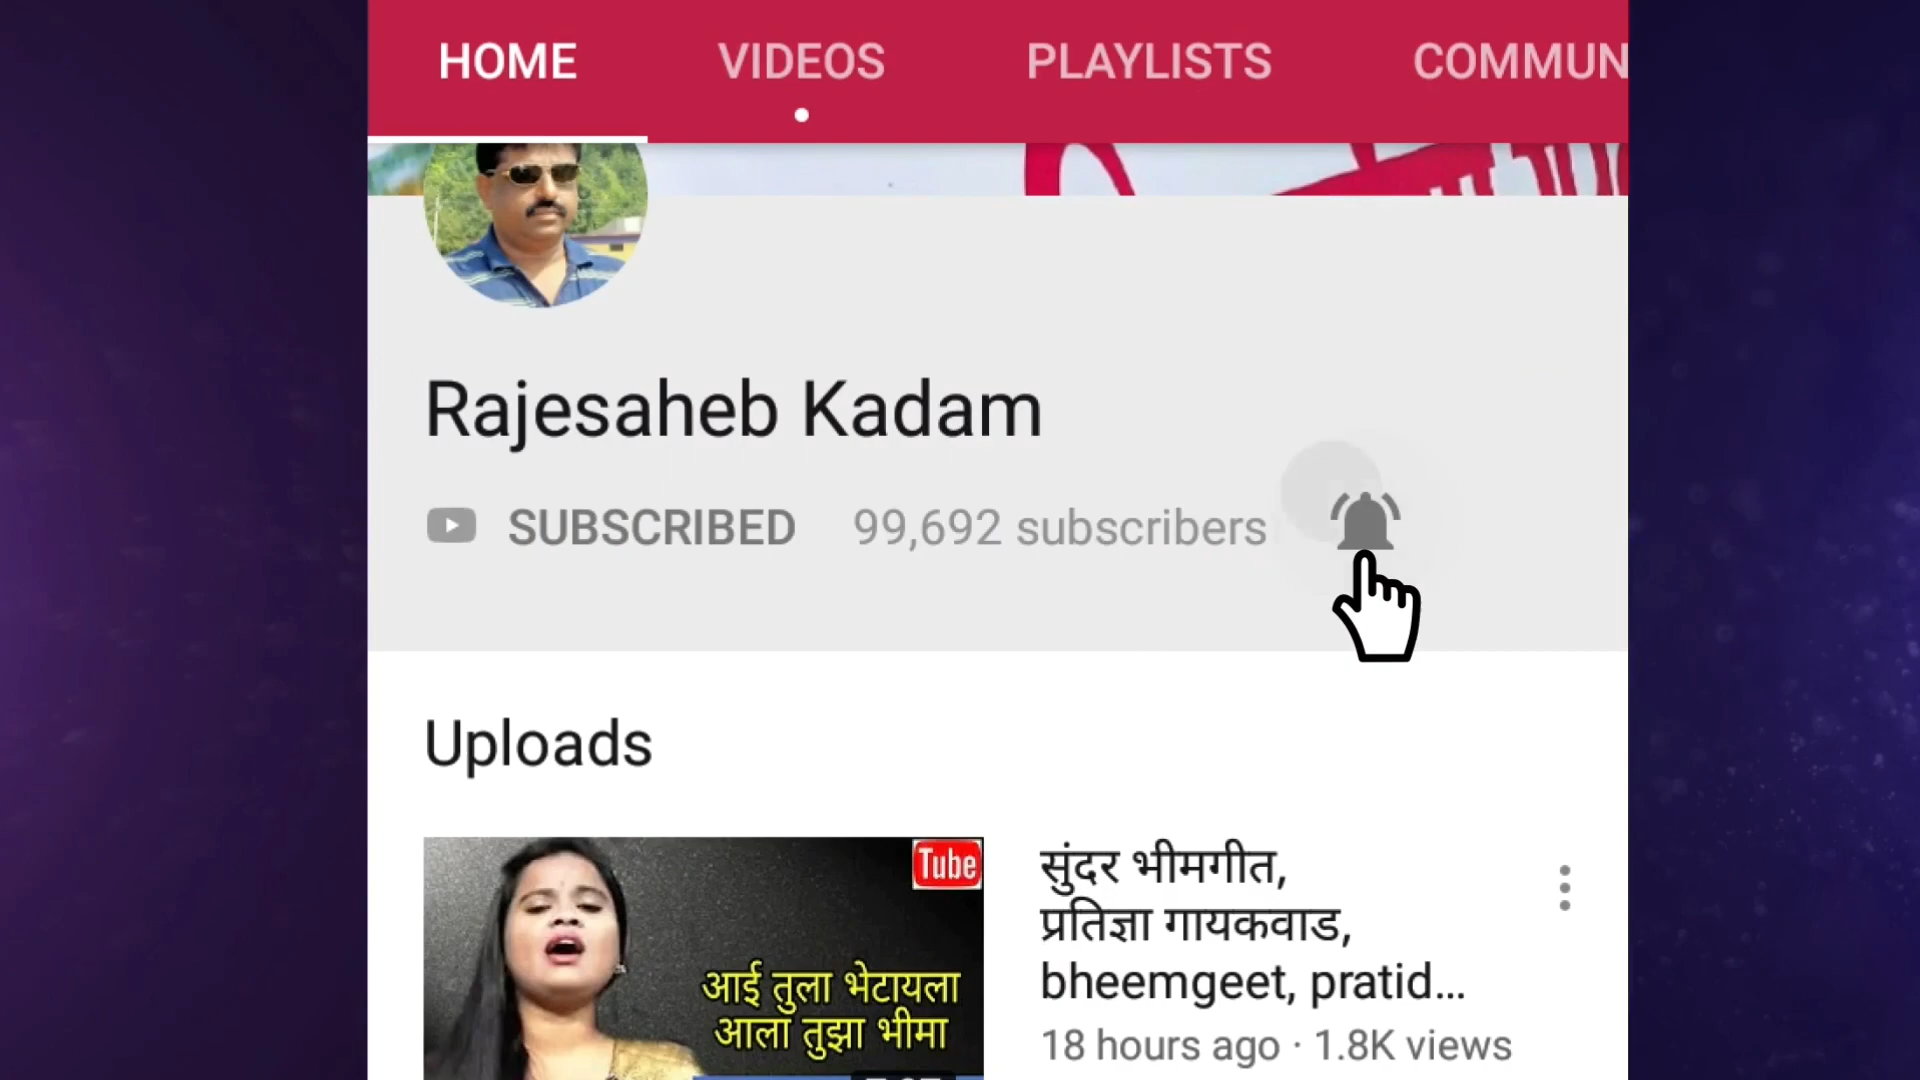 HOME VIDEOS PLAYLISTS COMMUN
Rajesaheb Kadam
SUBSCRIBED 99,692 subscribers
Uploads
Tube
आई तुला भेटायला
आला तुझा भीमा
सुंदर भीमगीत,
प्रतिज्ञा गायकवाड,
bheemgeet, pratid...
18 hours ago · 1.8K views